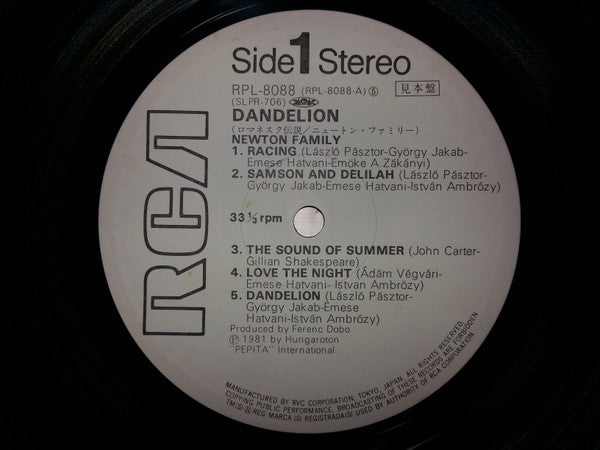 Side 1 Stereo
RPL-8088 (RPL-8088-A) ⑤ 見本盤
(SLPR-706)
DANDELION
(ロマネスク伝説/ニュートン・ファミリー)
NEWTON FAMILY
1. RACING (László Pásztor-György Jakab-
Emese Hatvani-Emöke A.Zákányi)
2. SAMSON AND DELILAH (László Pásztor-
György Jakab-Emese Hatvani-István Ambrózy)
33 1/3 rpm
3. THE SOUND OF SUMMER (John Carter-
Gillian Shakespeare)
4. LOVE THE NIGHT (Ádám Végvári-
Emese Hatvani-Istvan Ambrózy)
5. DANDELION (László Pásztor-
György Jakab-Emese
Hatvani-István Ambrózy)
Produced by Ferenc Dobo
Ⓟ 1981 by Hungaroton
"PEPITA" International
RCA
MANUFACTURED BY RVC CORPORATION, TOKYO, JAPAN. ALL RIGHTS RESERVED.
COPYING PUBLIC PERFORMANCE, BROADCASTING OF THESE RECORDS ARE FORBIDDEN
TM(S) ® REG MARCA(S) REGISTRADA(S) USED BY AUTHORITY OF RCA CORPORATION